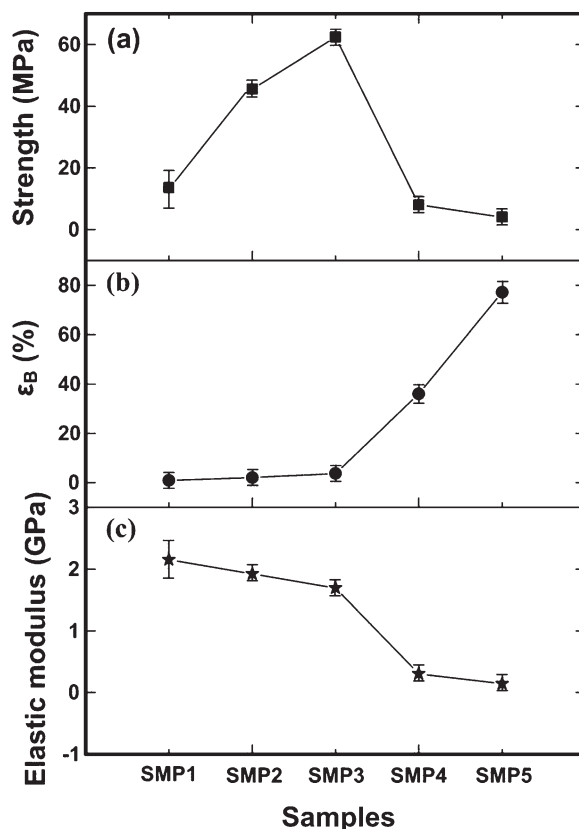 (a)
Strength (MPa)
60
40
20
0
(b)
εB (%)
80
60
40
20
0
(c)
Elastic modulus (GPa)
3
2
1
0
-1
SMP1 SMP2 SMP3 SMP4 SMP5
Samples